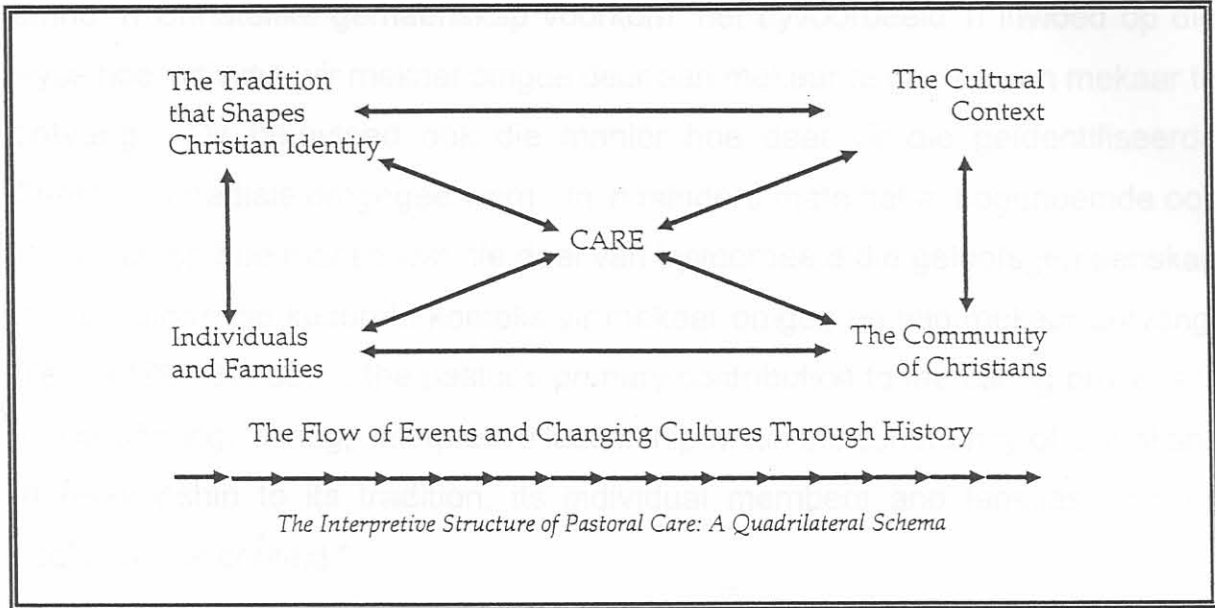 The Tradition
that Shapes
Christian Identity
The Cultural
Context
CARE
Individuals
and Families
The Community
of Christians
The Flow of Events and Changing Cultures Through History
The Interpretive Structure of Pastoral Care: A Quadrilateral Schema